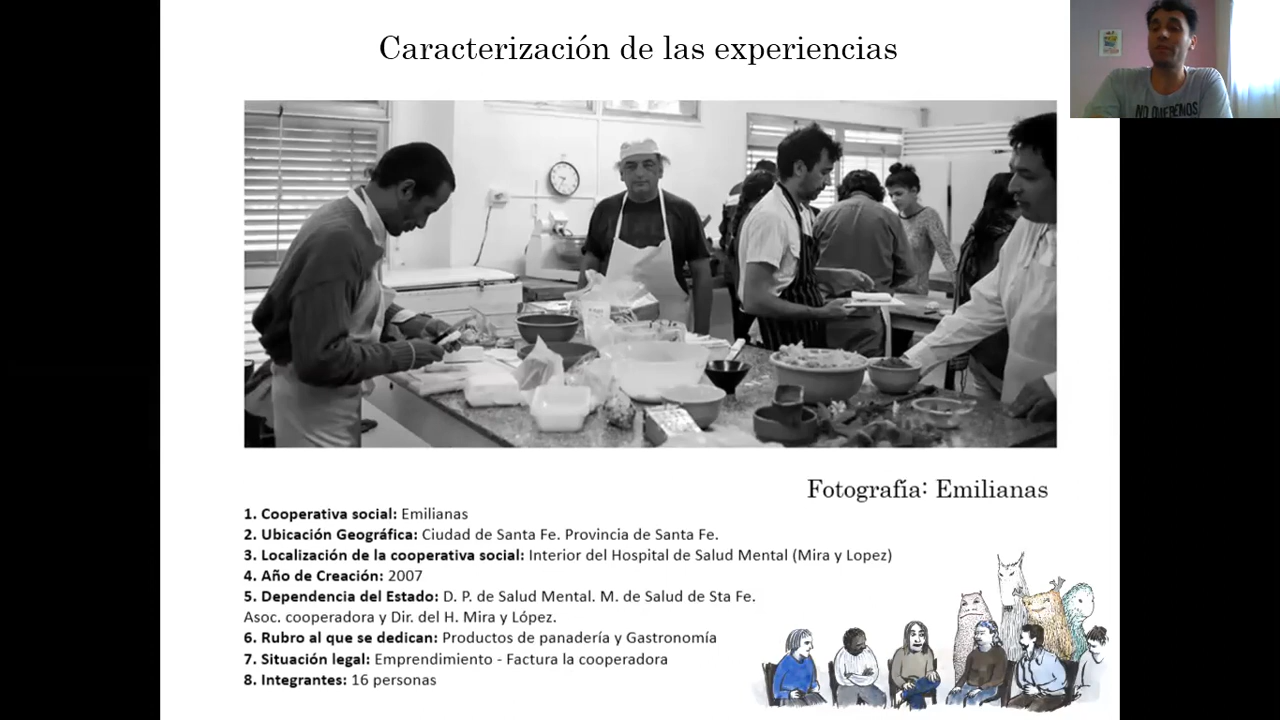 Caracterización de las experiencias
NO QUEREMOS
Fotografía: Emilianas
1. Cooperativa social: Emilianas
2. Ubicación Geográfica: Ciudad de Santa Fe. Provincia de Santa Fe.
3. Localización de la cooperativa social: Interior del Hospital de Salud Mental (Mira y Lopez)
4. Año de Creación: 2007
5. Dependencia del Estado: D. P. de Salud Mental. M. de Salud de Sta Fe.
Asoc. cooperadora y Dir. del H. Mira y López.
6. Rubro al que se dedican: Productos de panadería y Gastronomía
7. Situación legal: Emprendimiento - Factura la cooperadora
8. Integrantes: 16 personas